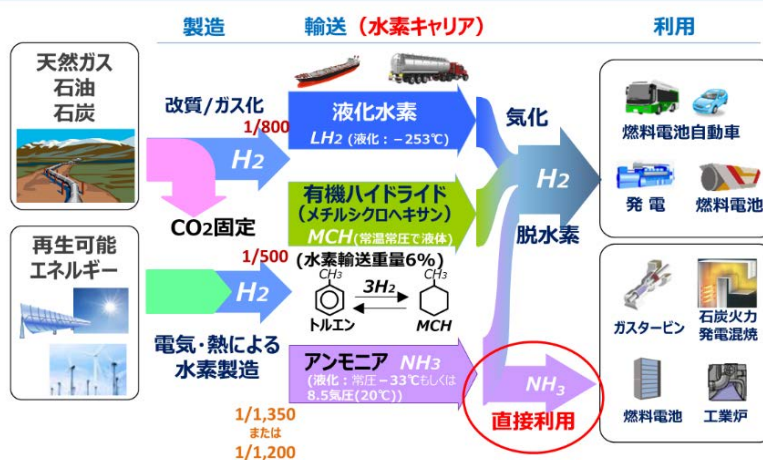 製造
輸送（水素キャリア）
利用
天然ガス
石油
石炭
改質/ガス化
1/800
H2
CO2固定
液化水素
LH2 (液化：－253℃)
気化
有機ハイドライド
（メチルシクロヘキサン）
MCH(常温常圧で液体)
(水素輸送重量6%)
脱水素
H2
燃料電池自動車
発 電
燃料電池
再生可能
エネルギー
1/500
H2
電気・熱による
水素製造
CH3
3H2
CH3
トルエン
MCH
アンモニア NH3
(液化：常圧－33℃もしくは
8.5気圧(20℃))
1/1,350
または
1/1,200
NH3
直接利用
ガスタービン
石炭火力
発電混焼
燃料電池
工業炉